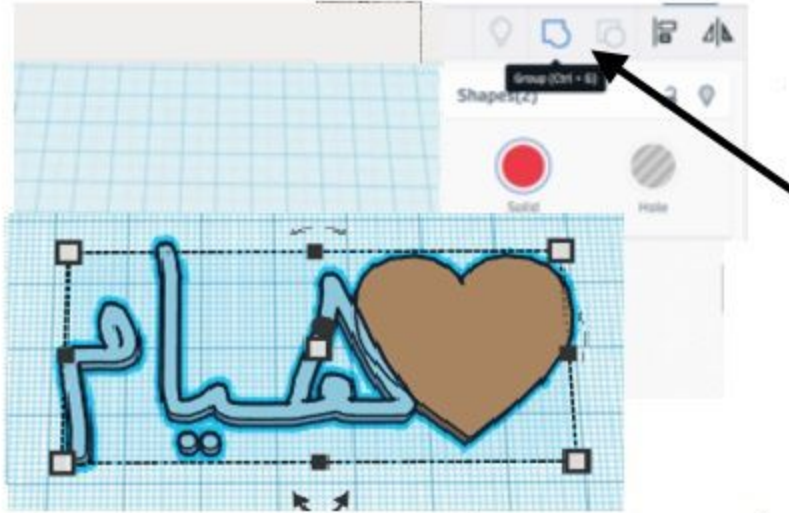 Group (Ctrl + G)
Shapes(2)
Solid
Hole
هيام